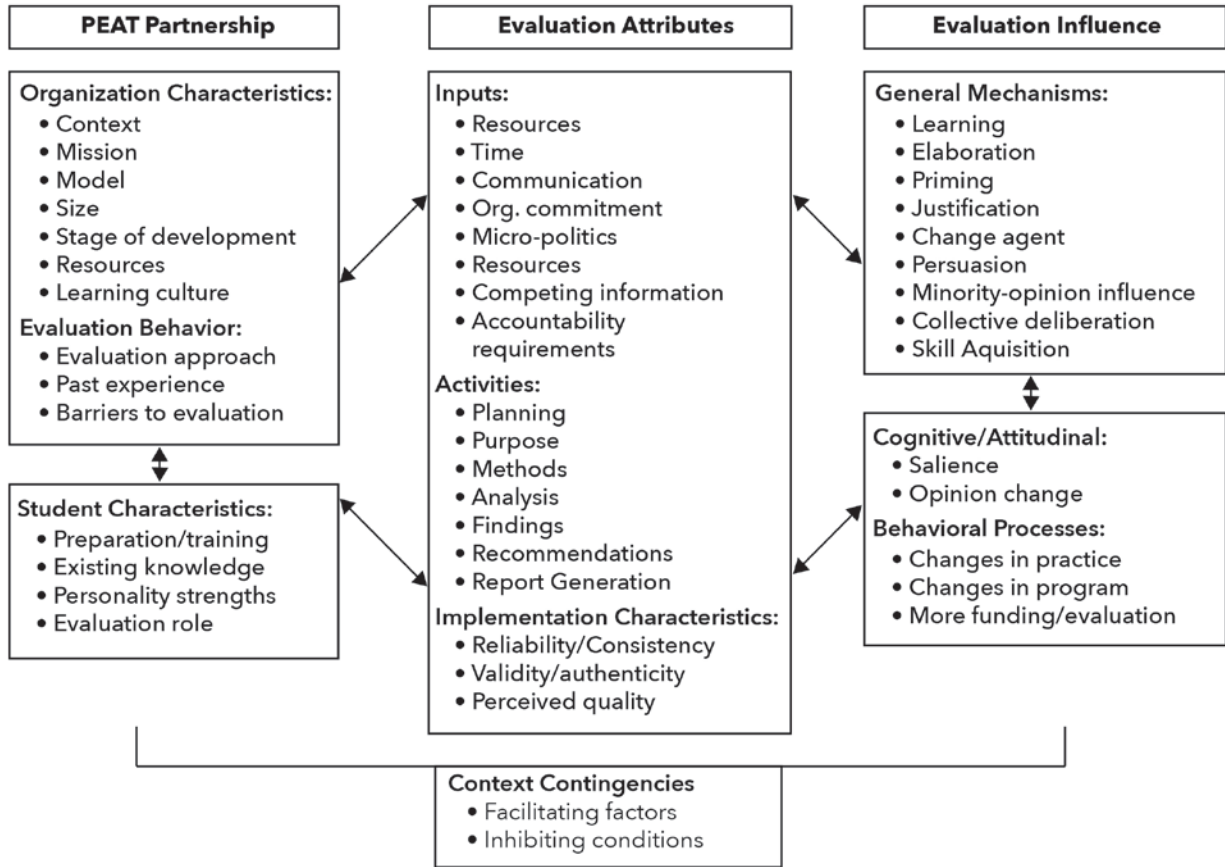 PEAT Partnership
Organization Characteristics:
• Context
• Mission
• Model
• Size
• Stage of development
• Resources
• Learning culture
Evaluation Behavior:
• Evaluation approach
• Past experience
• Barriers to evaluation
Student Characteristics:
• Preparation/training
• Existing knowledge
• Personality strengths
• Evaluation role
Evaluation Attributes
Inputs:
• Resources
• Time
• Communication
• Org. commitment
• Micro-politics
• Resources
• Competing information
• Accountability
requirements
Activities:
• Planning
• Purpose
• Methods
• Analysis
• Findings
• Recommendations
• Report Generation
Implementation Characteristics:
• Reliability/Consistency
• Validity/authenticity
• Perceived quality
Evaluation Influence
General Mechanisms:
• Learning
• Elaboration
• Priming
• Justification
• Change agent
• Persuasion
• Minority-opinion influence
• Collective deliberation
• Skill Aquisition
Cognitive/Attitudinal:
• Salience
• Opinion change
Behavioral Processes:
• Changes in practice
• Changes in program
• More funding/evaluation
Context Contingencies
• Facilitating factors
• Inhibiting conditions